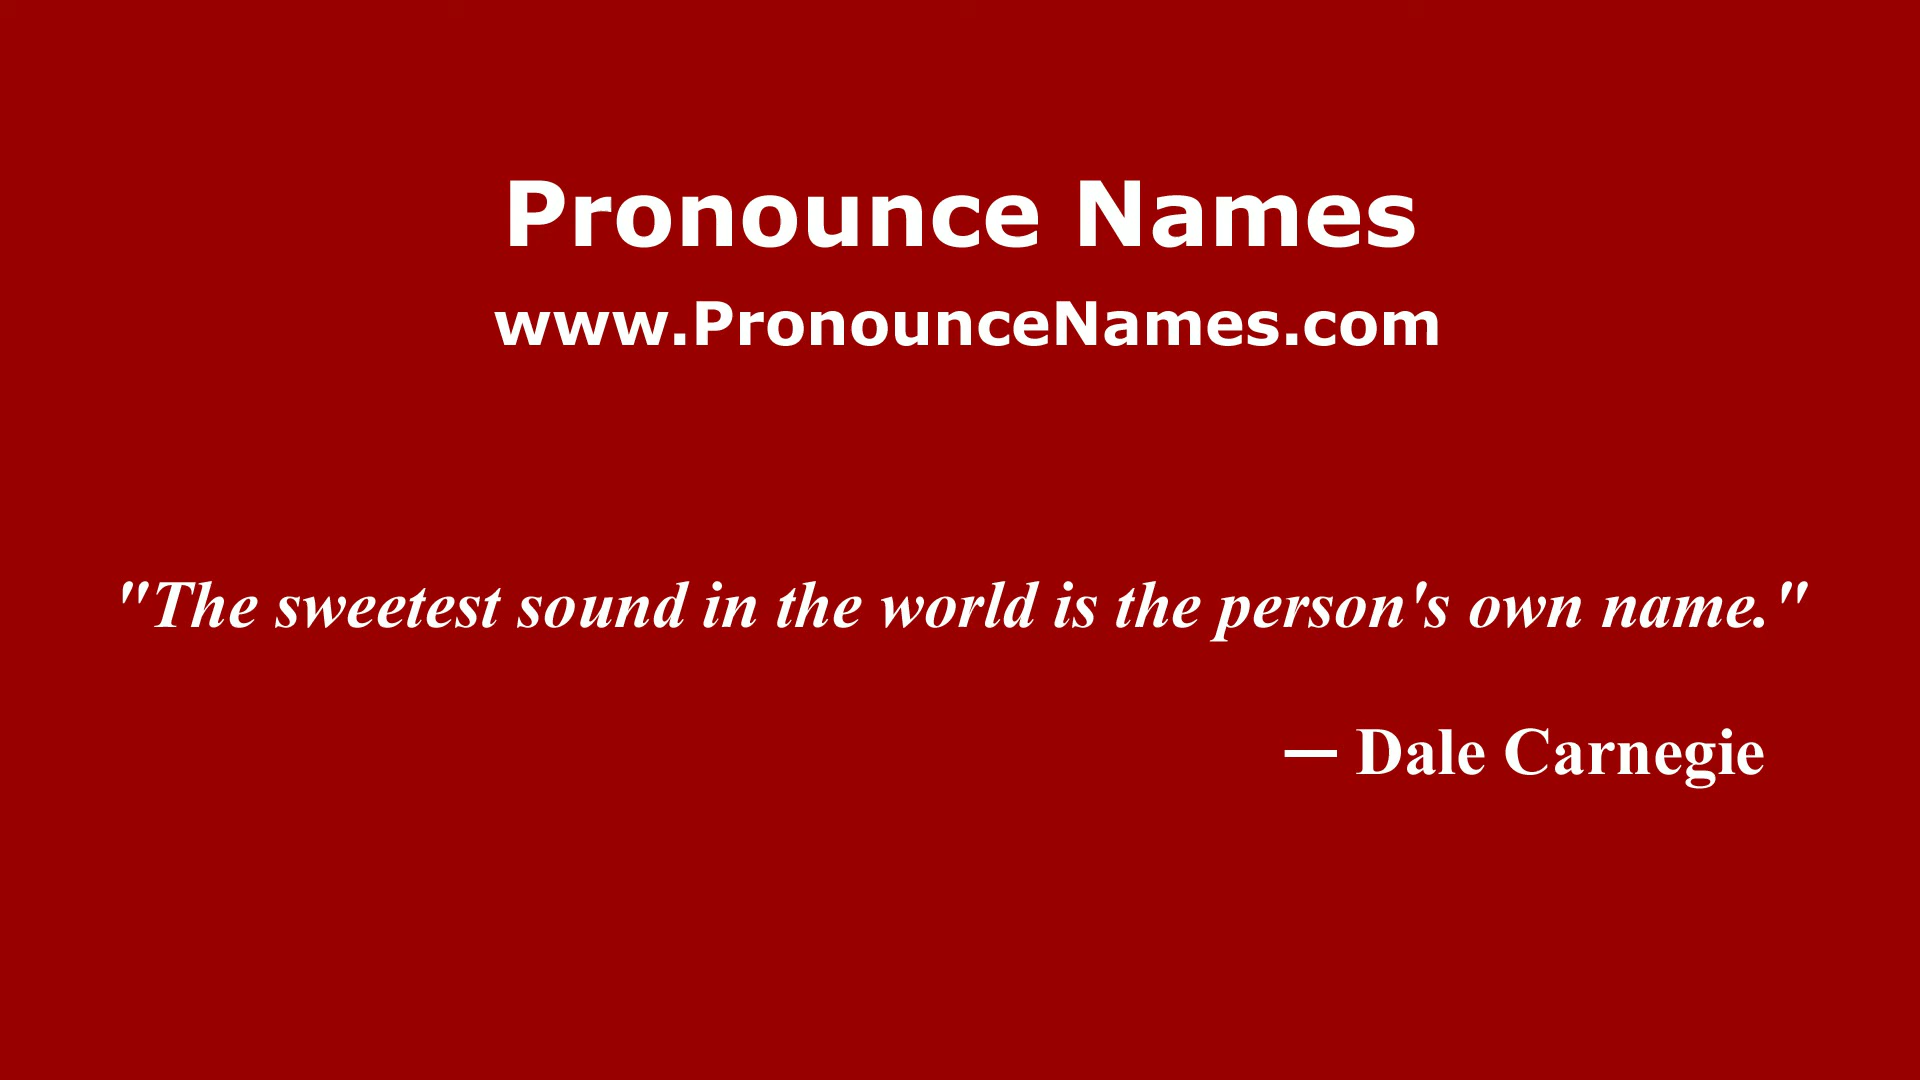 Pronounce Names
www.PronounceNames.com
"The sweetest sound in the world is the person's own name."
— Dale Carnegie